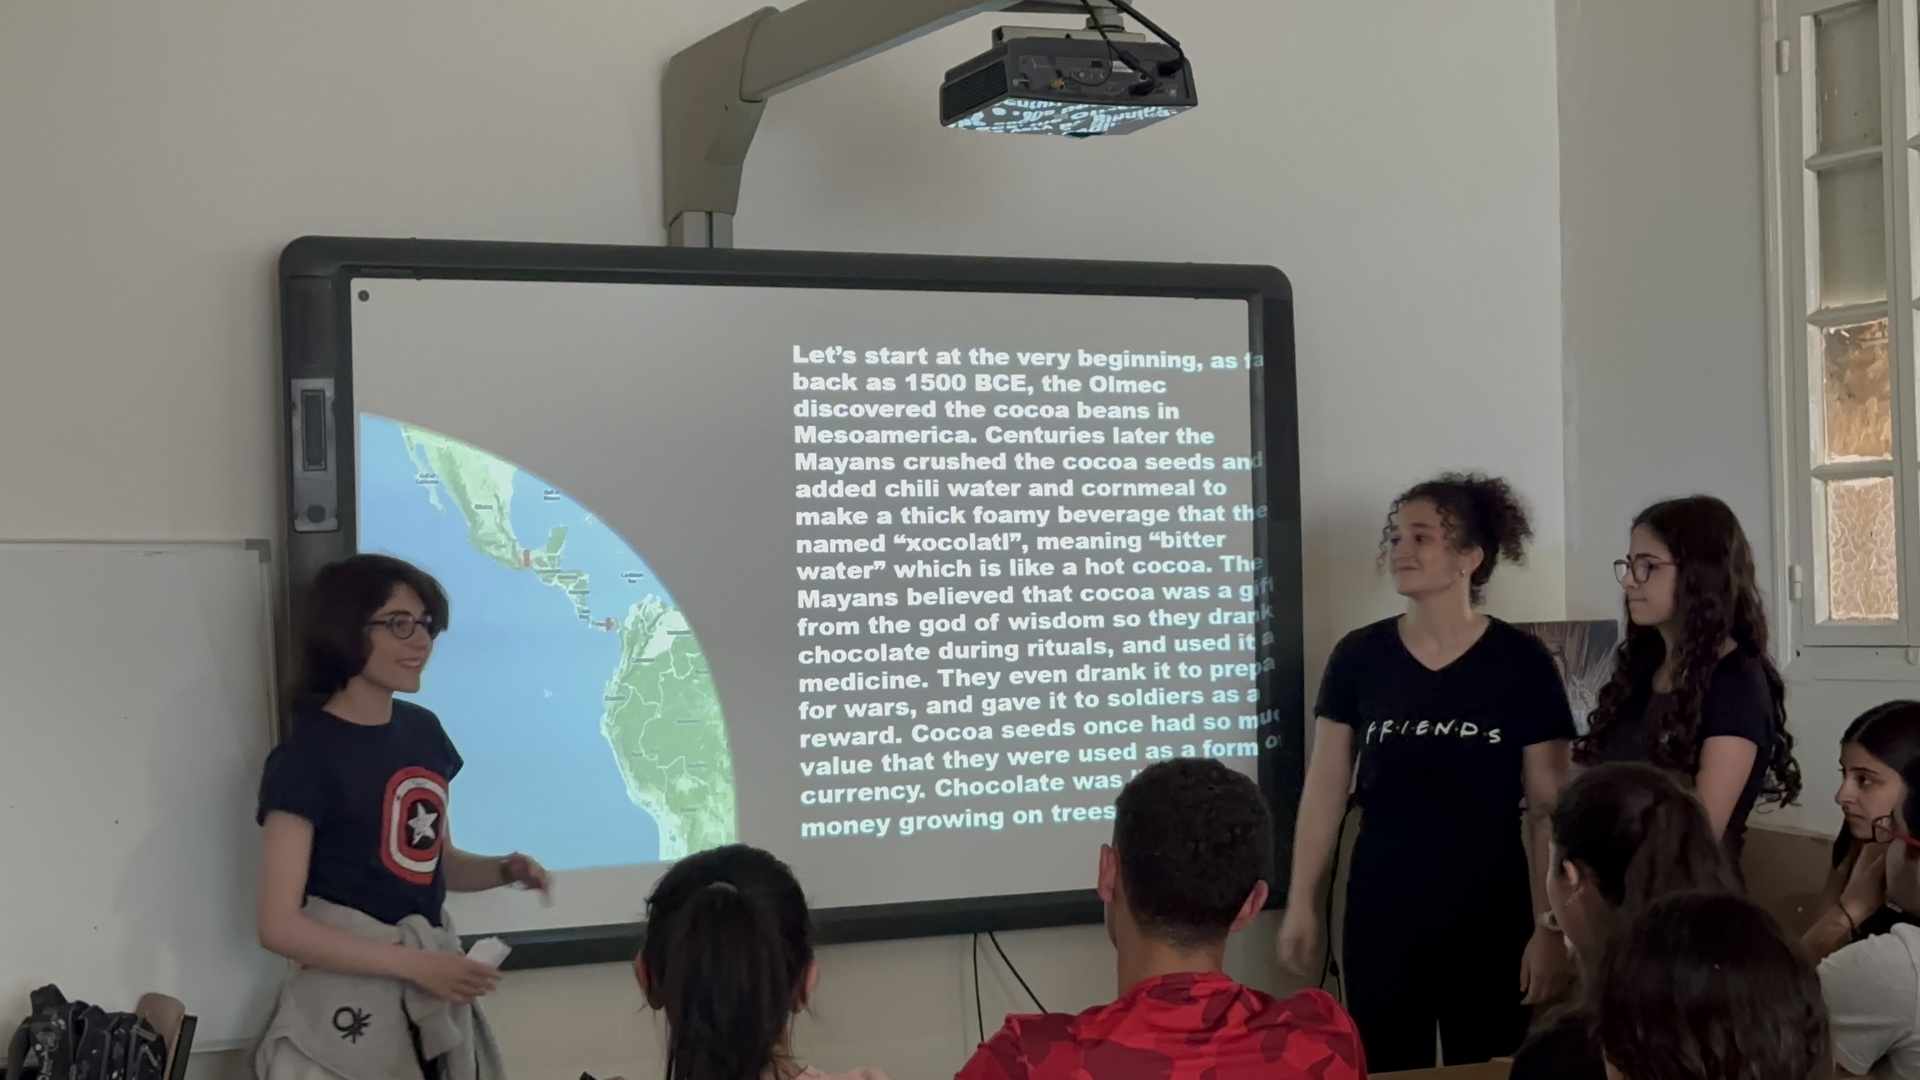 Let's start at the very beginning, as fa
back as 1500 BCE, the Olmec
discovered the cocoa beans in
Mesoamerica. Centuries later the
Mayans crushed the cocoa seeds and
added chili water and cornmeal to
make a thick foamy beverage that the
named “xocolatl”, meaning “bitter
water” which is like a hot cocoa. The
Mayans believed that cocoa was a gift
from the god of wisdom so they drank
chocolate during rituals, and used it a
medicine. They even drank it to prepa
for wars, and gave it to soldiers as a
reward. Cocoa seeds once had so muc
value that they were used as a form o
currency. Chocolate was
money growing on trees
F·R·I·E·N·D·S